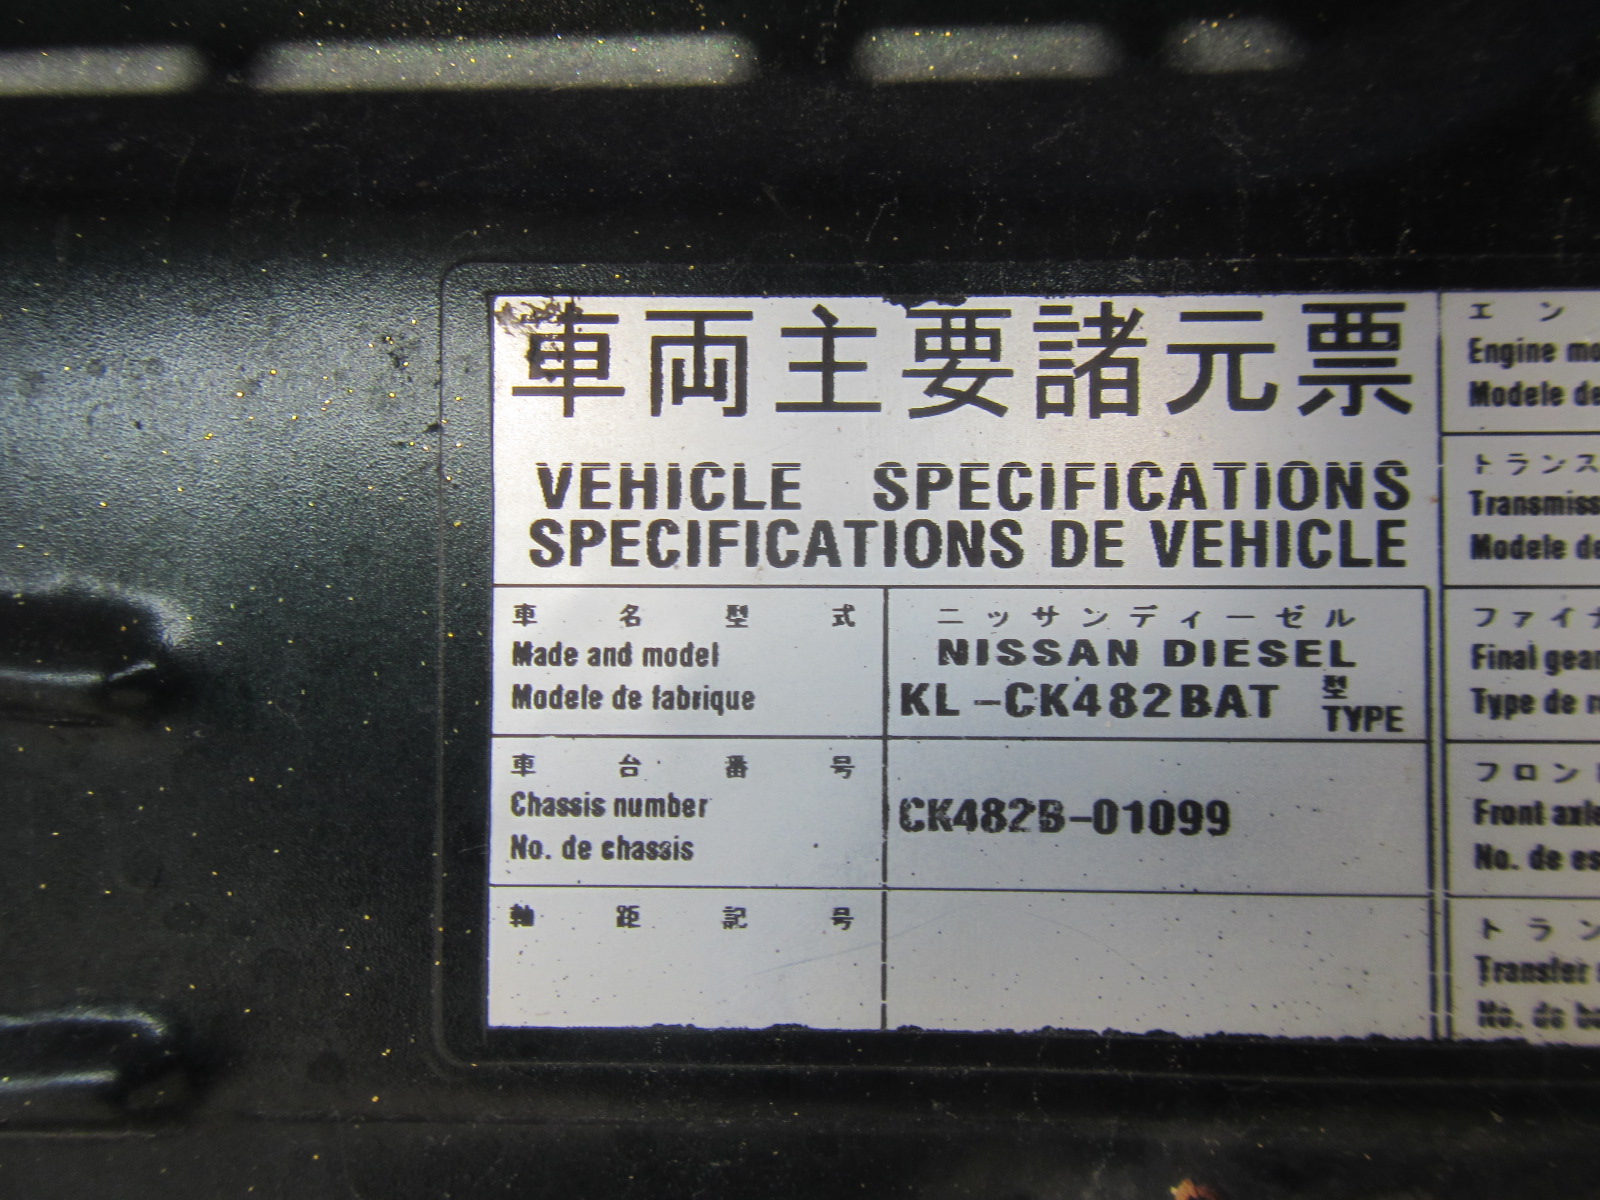 車両主要諸元票
VEHICLE SPECIFICATIONS
SPECIFICATIONS DE VEHICLE
車名型式
Made and model
Modele de fabrique
ニッサンディーゼル
NISSAN DIESEL
KL-CK482BAT 型
TYPE
車台番号
Chassis number
No. de chassis
CK482B-01099
軸距記号
エン
Engine mo
Modele de
トランス
Transmiss
Modele de
ファイナ
Final gear
Type de r
フロント
Front axle
No. de es
トラン
Transfer
No. de bo